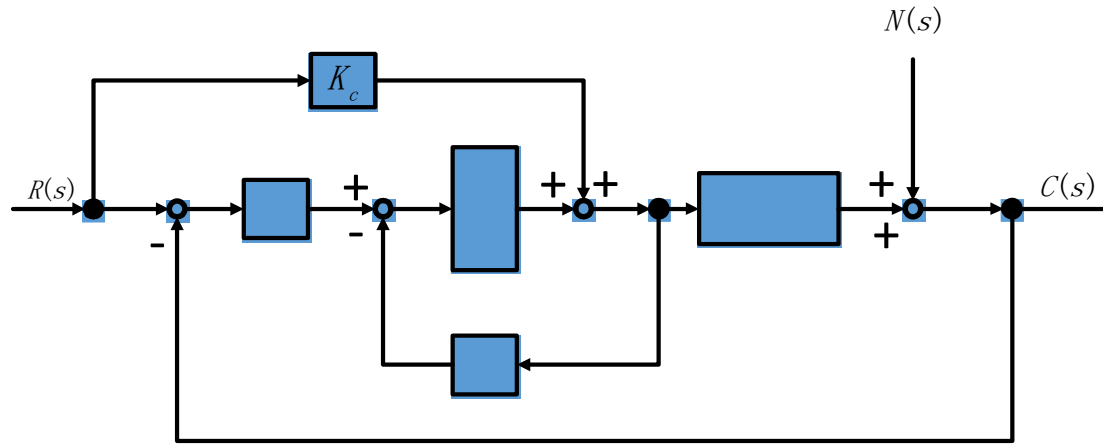 N(s)
K_c
R(s)
+
-
+
-
+
+
+
+
C(s)